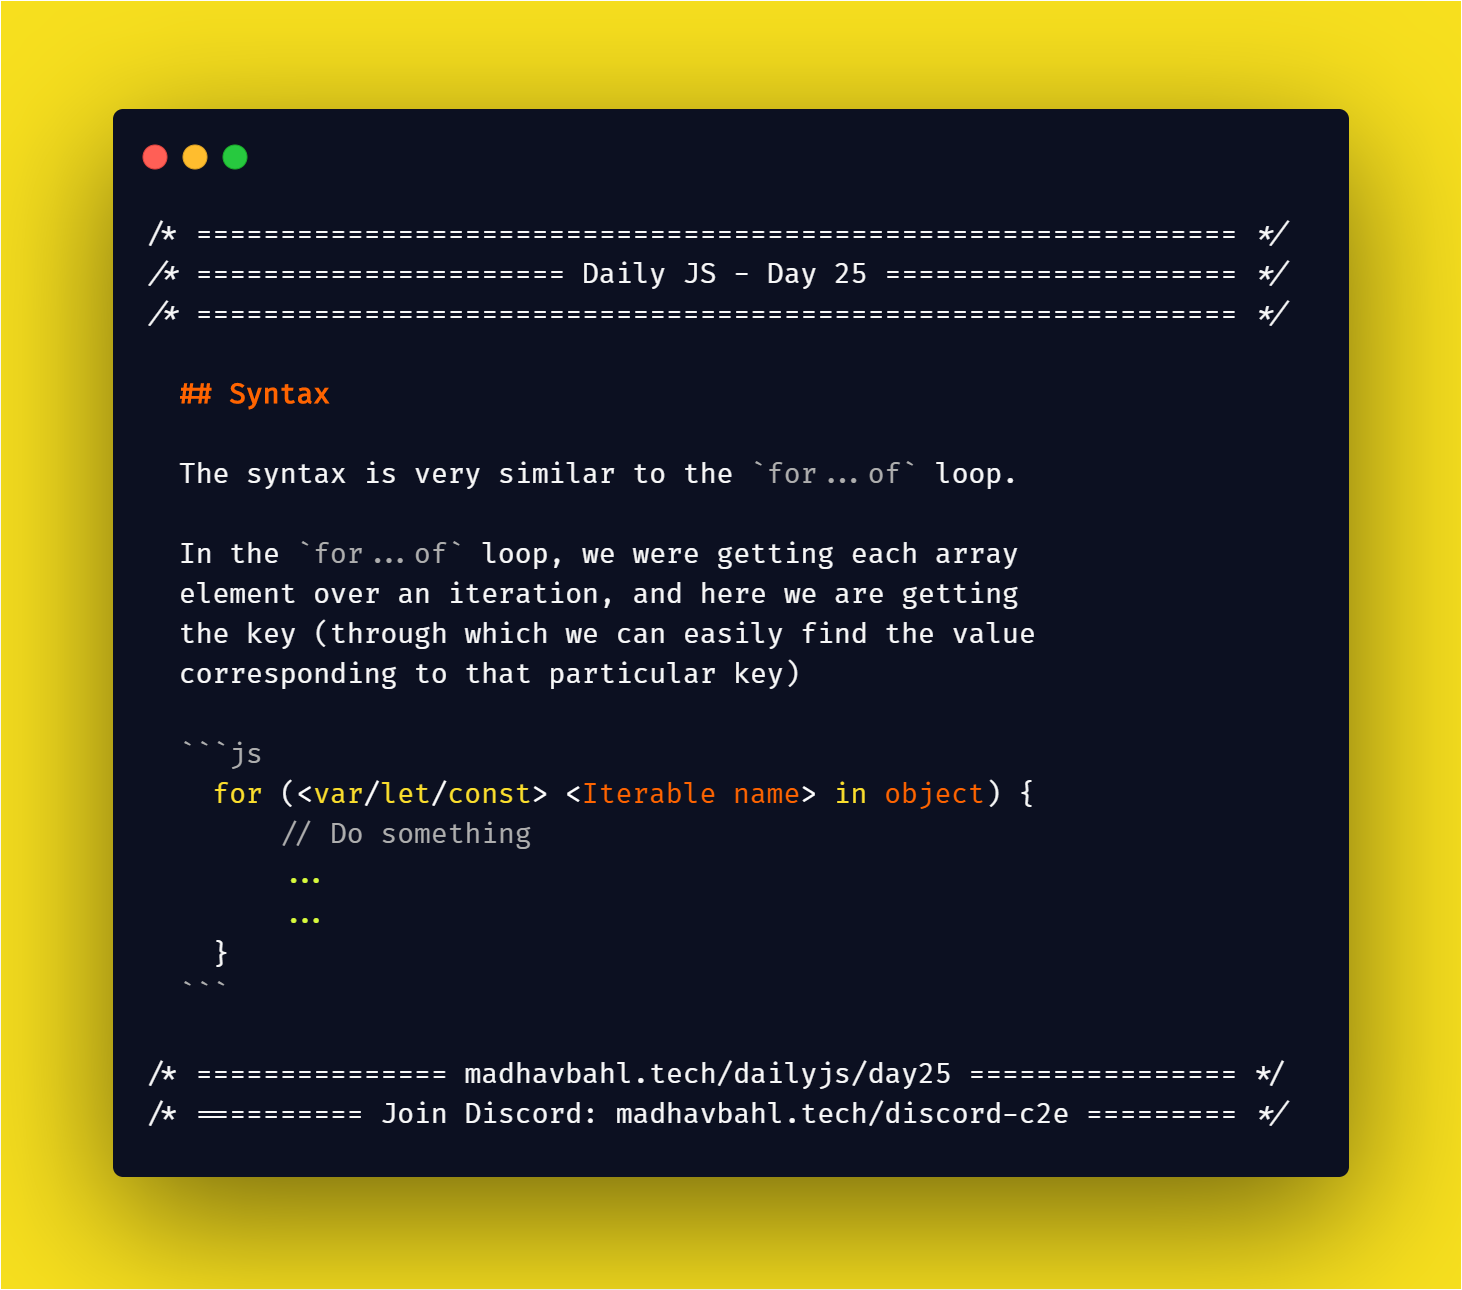 /* ============================================================== */
/* ====================== Daily JS - Day 25 ===================== */
/* ============================================================== */
## Syntax
The syntax is very similar to the `for...of` loop.
In the `for...of` loop, we were getting each array
element over an iteration, and here we are getting
the key (through which we can easily find the value
corresponding to that particular key)
```js
for (<var/let/const> <Iterable name> in object) {
// Do something
...
...
}
```
/* =============== madhavbahl.tech/dailyjs/day25 ================ */
/* ========== Join Discord: madhavbahl.tech/discord-c2e ========= */